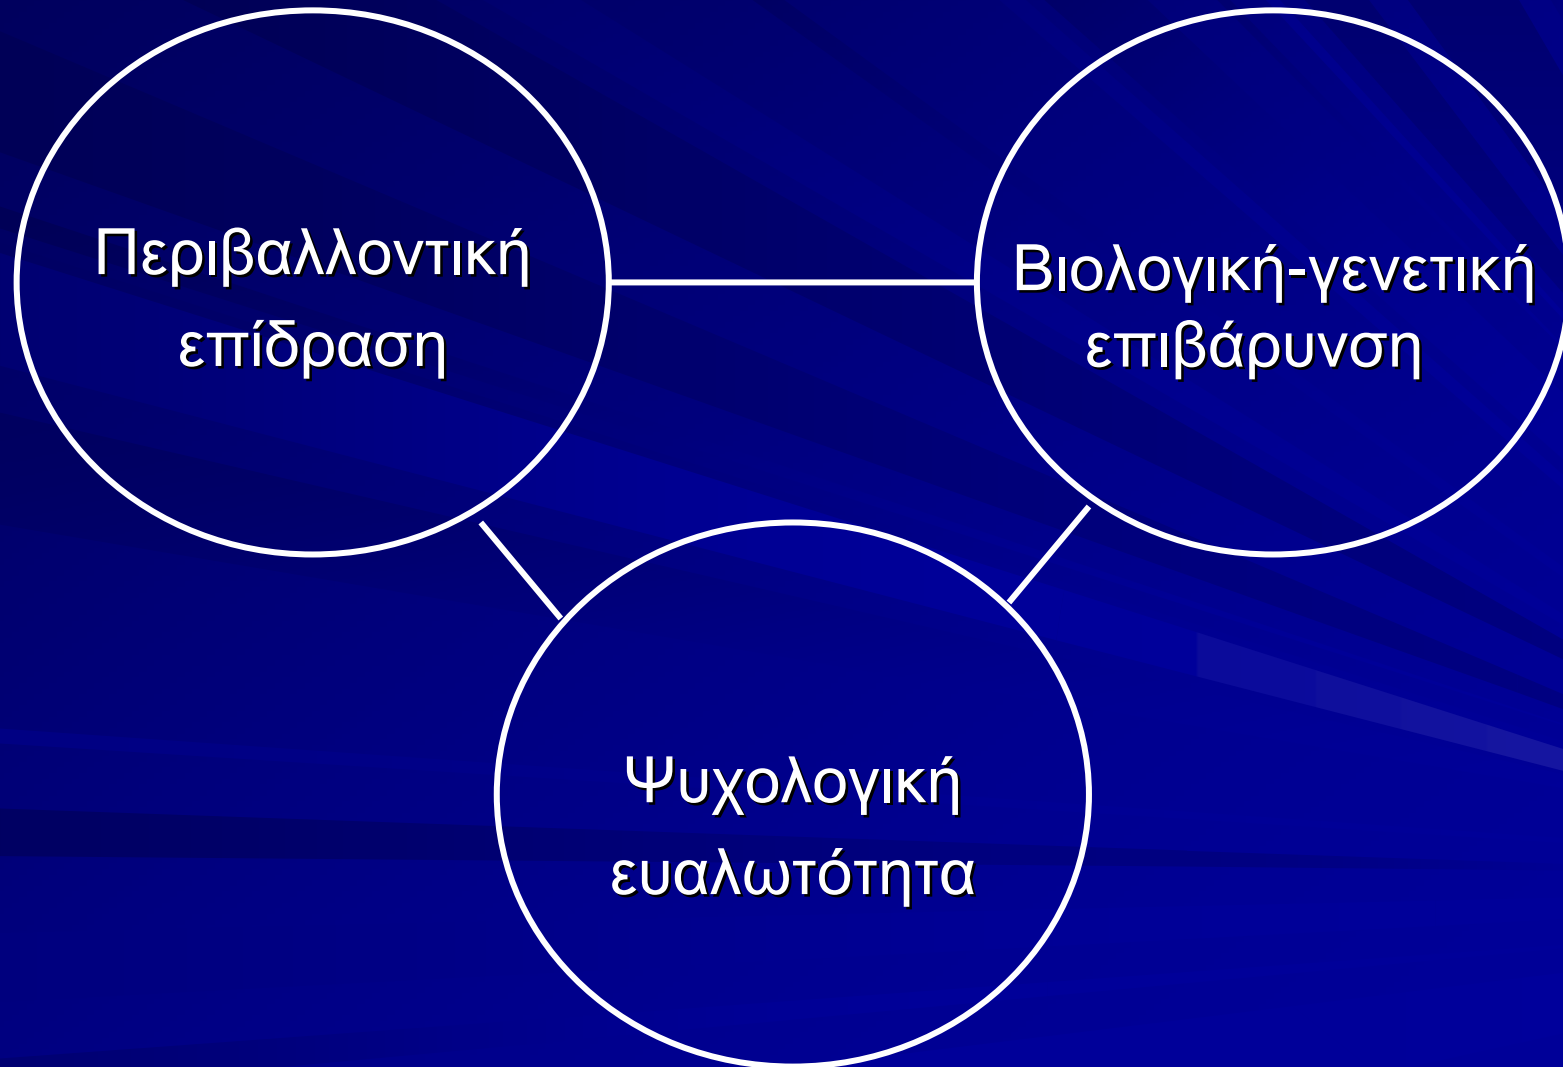 Περιβαλλοντική
επίδραση
Βιολογική-γενετική
επιβάρυνση
Ψυχολογική
ευαλωτότητα